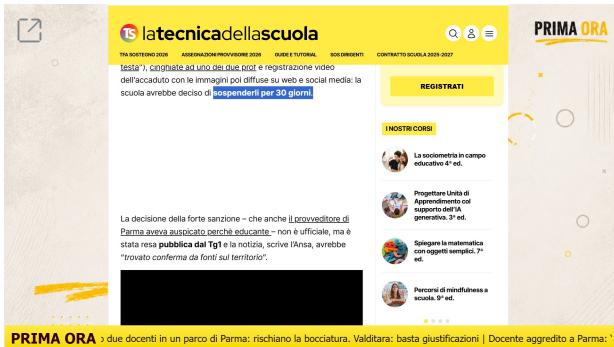 latecnicadellascuola
PRIMA ORA
TFA SOSTEGNO 2026 ASSEGNAZIONI PROVVISORIE 2026 GUIDE E TUTORIAL SOS DIRIGENTI CONTRATTO SCUOLA 2025-2027
testa"), cinghiate ad uno dei due prof e registrazione video
dell'accaduto con le immagini poi diffuse su web e social media: la
scuola avrebbe deciso di sospenderli per 30 giorni.
La decisione della forte sanzione – che anche il provveditore di
Parma aveva auspicato perchè educante – non è ufficiale, ma è
stata resa pubblica dal Tg1 e la notizia, scrive l'Ansa, avrebbe
"trovato conferma da fonti sul territorio".
REGISTRATI
I NOSTRI CORSI
La sociometria in campo
educativo 4ª ed.
Progettare Unità di
Apprendimento col
supporto dell'IA
generativa. 3ª ed.
Spiegare la matematica
con oggetti semplici. 7ª
ed.
Percorsi di mindfulness a
scuola. 9ª ed.
PRIMA ORA due docenti in un parco di Parma: rischiano la bocciatura. Valditara: basta giustificazioni | Docente aggredito a Parma: